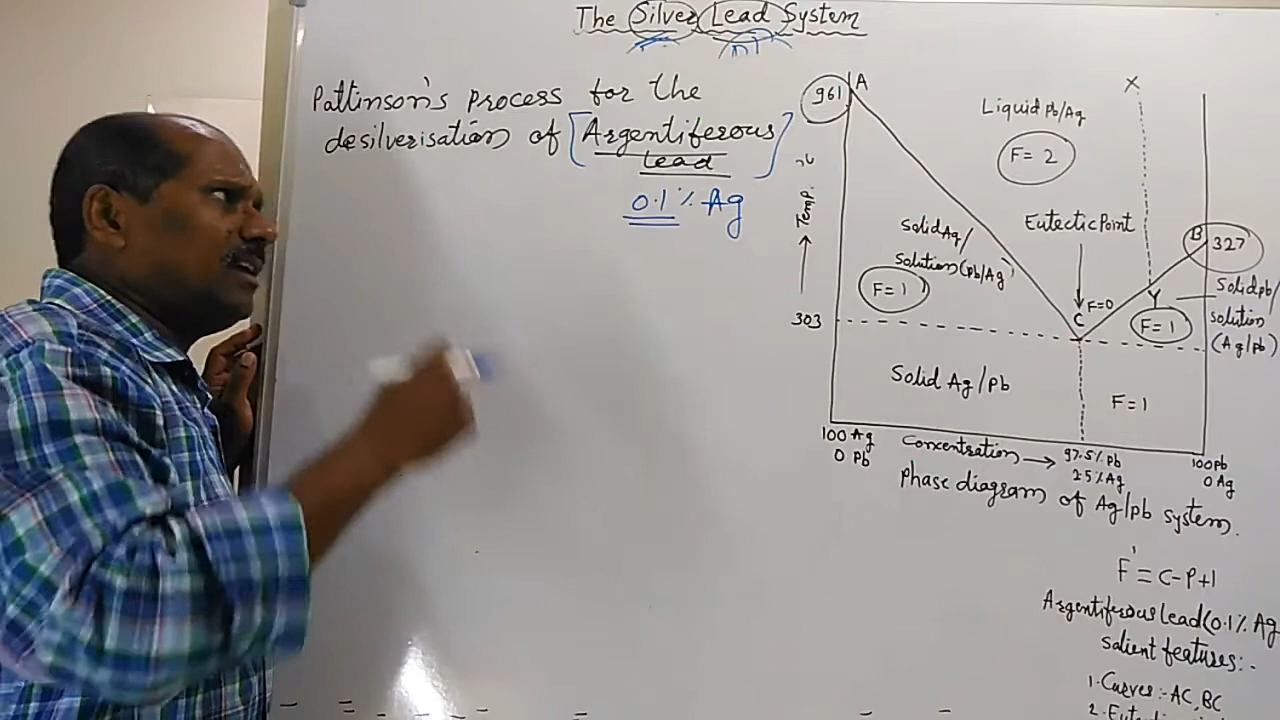 The Silver Lead System
Pattinson's process for the
desilverisation of [Argentiferous
lead]
0.1% Ag
961
A
X
Liquid Pb/Ag
F = 2
Temp.
Solid Ag/
Solution(Pb/Ag)
F = 1
Eutectic Point
B
327
F=0
C
Y
F = 1
Solid pb/
solution
(Ag/pb)
303
Solid Ag/Pb
F = 1
100 Ag
0 Pb
Concentration
97.5% Pb
2.5% Ag
100 Pb
0 Ag
Phase diagram of Ag/pb system.
F' = C-P+1
Argentiferous lead (0.1% Ag
Salient features:-
1. Curves:- AC, BC